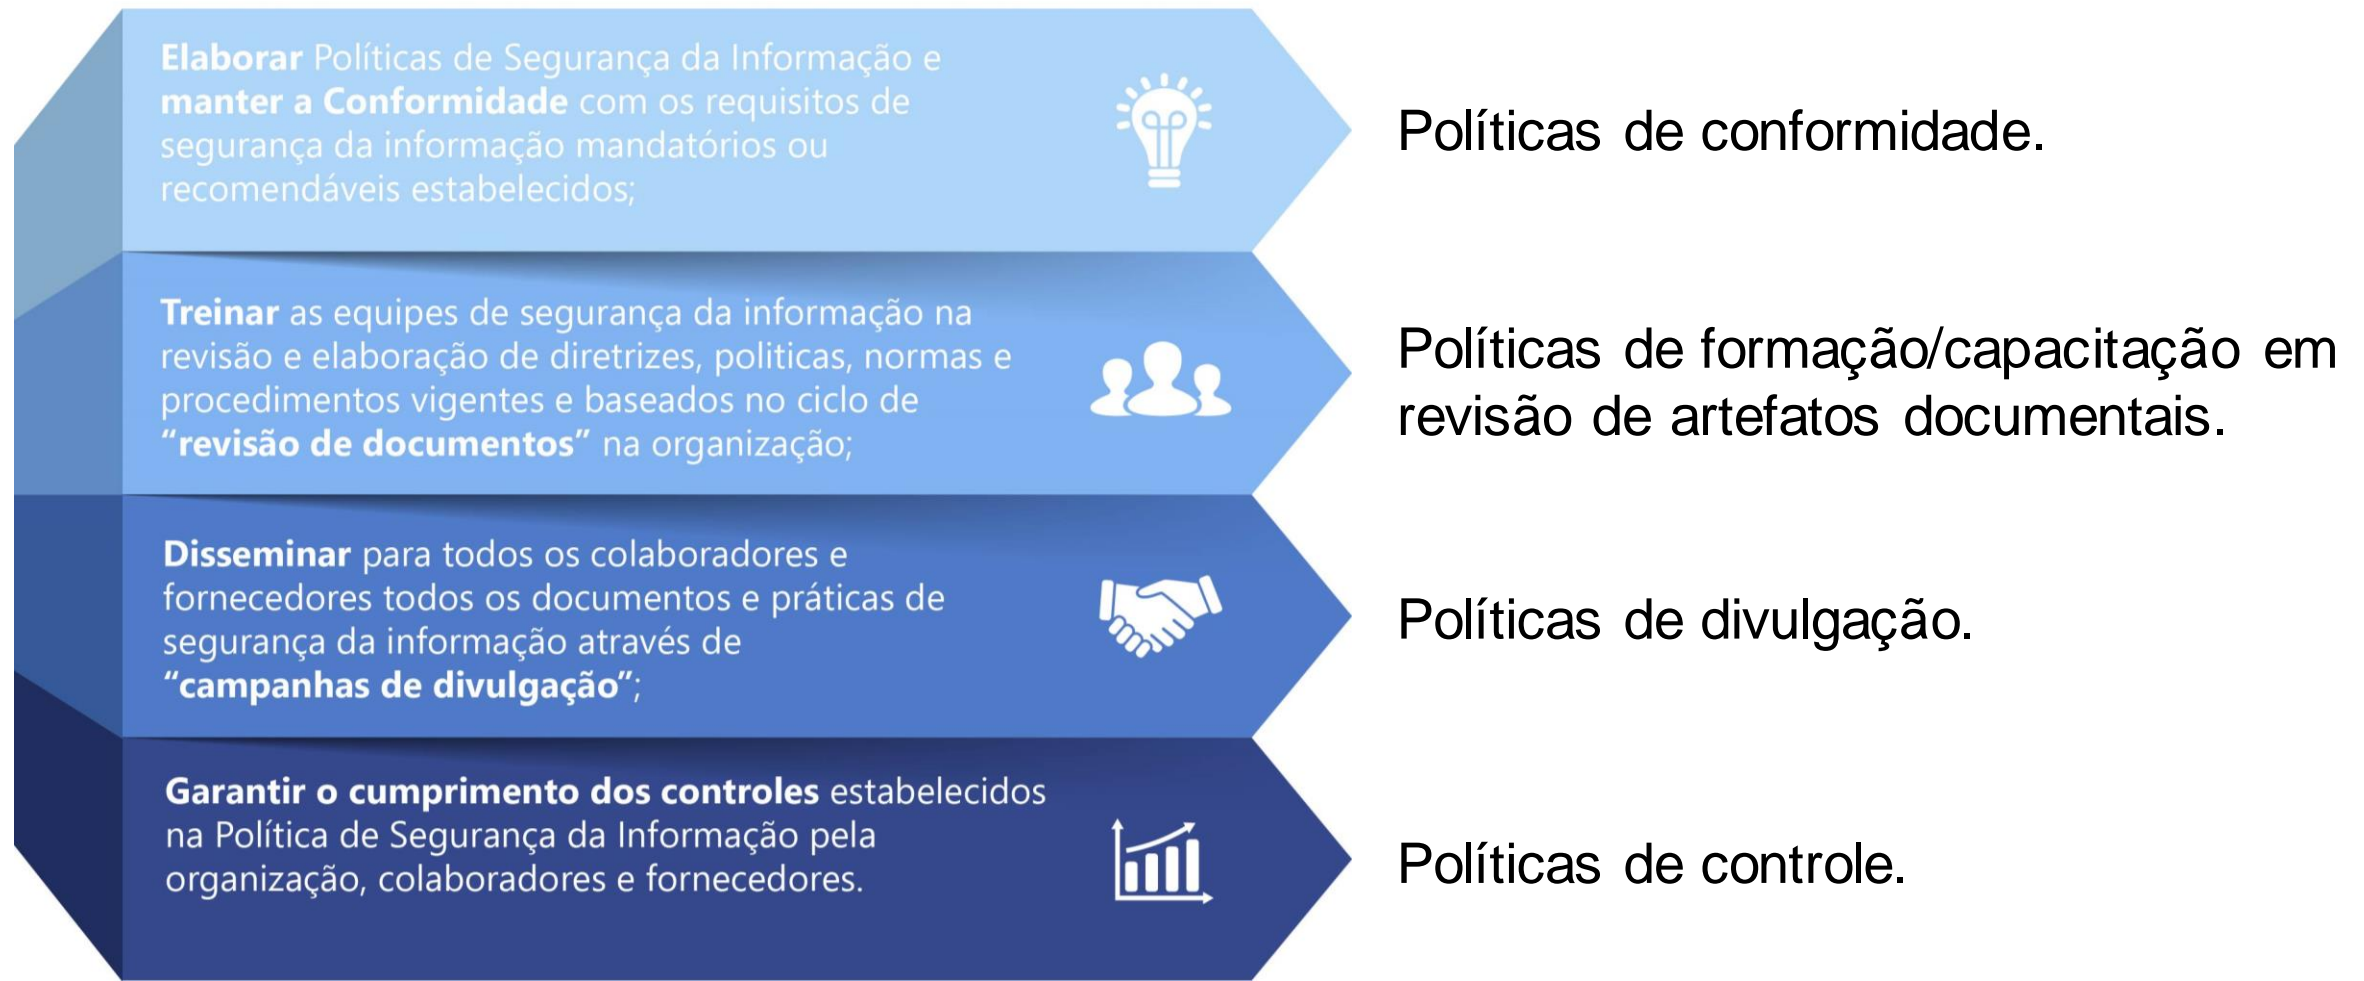 Elaborar Políticas de Segurança da Informação e
manter a Conformidade com os requisitos de
segurança da informação mandatórios ou
recomendáveis estabelecidos;
Políticas de conformidade.
Treinar as equipes de segurança da informação na
revisão e elaboração de diretrizes, politicas, normas e
procedimentos vigentes e baseados no ciclo de
“revisão de documentos” na organização;
Políticas de formação/capacitação em
revisão de artefatos documentais.
Disseminar para todos os colaboradores e
fornecedores todos os documentos e práticas de
segurança da informação através de
“campanhas de divulgação”;
Políticas de divulgação.
Garantir o cumprimento dos controles estabelecidos
na Política de Segurança da Informação pela
organização, colaboradores e fornecedores.
Políticas de controle.